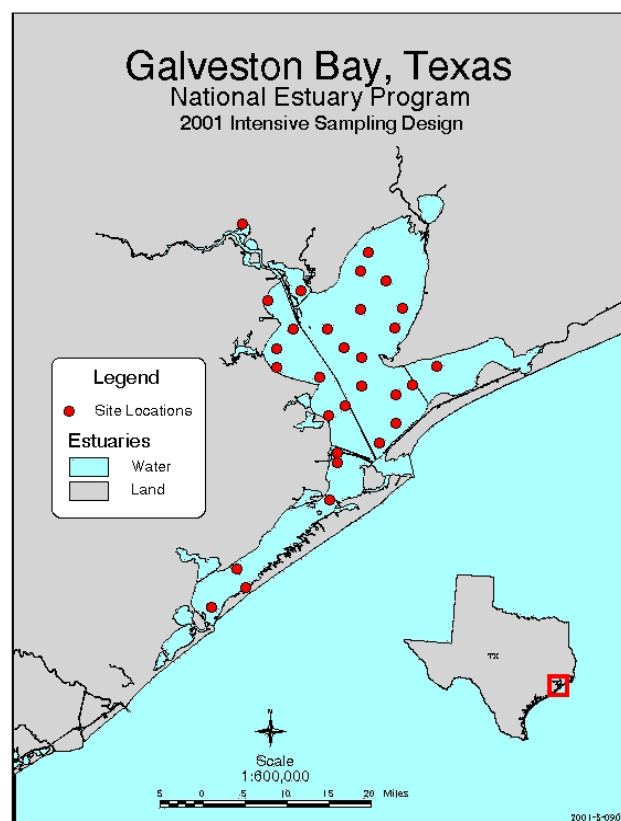 Galveston Bay, Texas
National Estuary Program
2001 Intensive Sampling Design
Legend
Site Locations
Estuaries
Water
Land
TX
N
Scale
1:600,000
5 0 5 10 15 20 Miles
2001-S-090